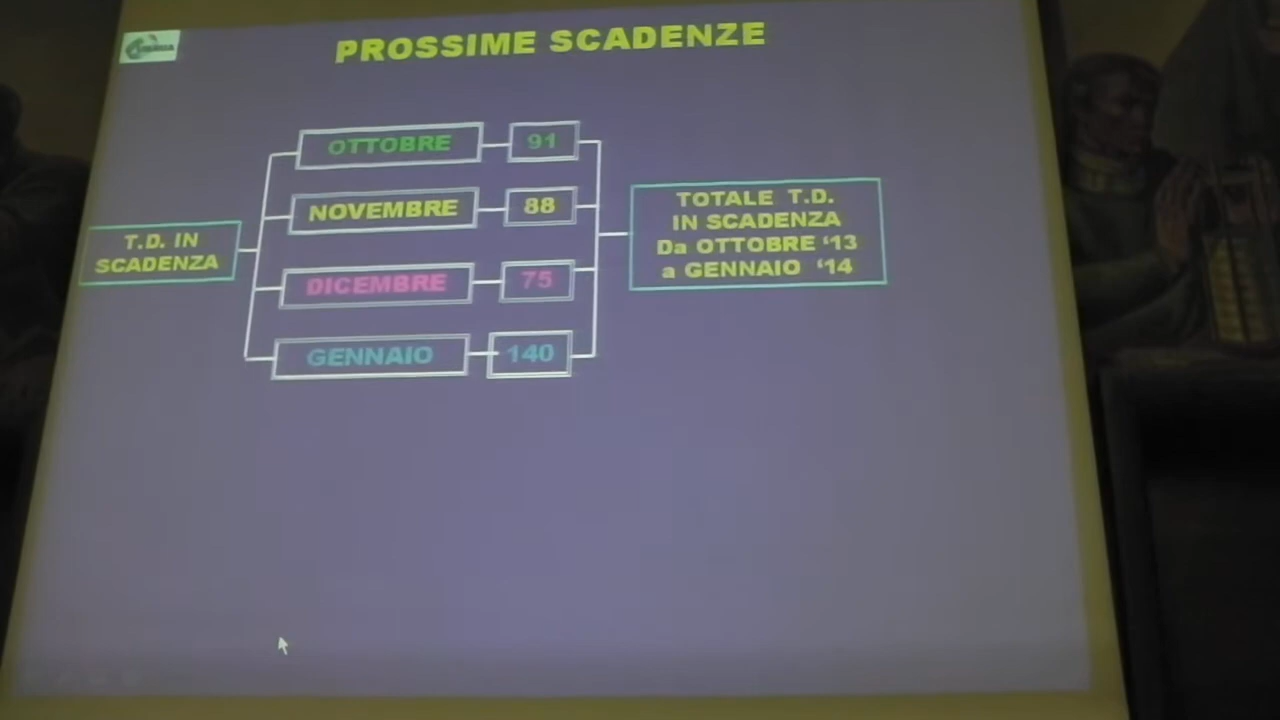 PROSSIME SCADENZE
T.D. IN
SCADENZA
OTTOBRE 91
NOVEMBRE 88
DICEMBRE 75
GENNAIO 140
TOTALE T.D.
IN SCADENZA
Da OTTOBRE ‘13
a GENNAIO ‘14